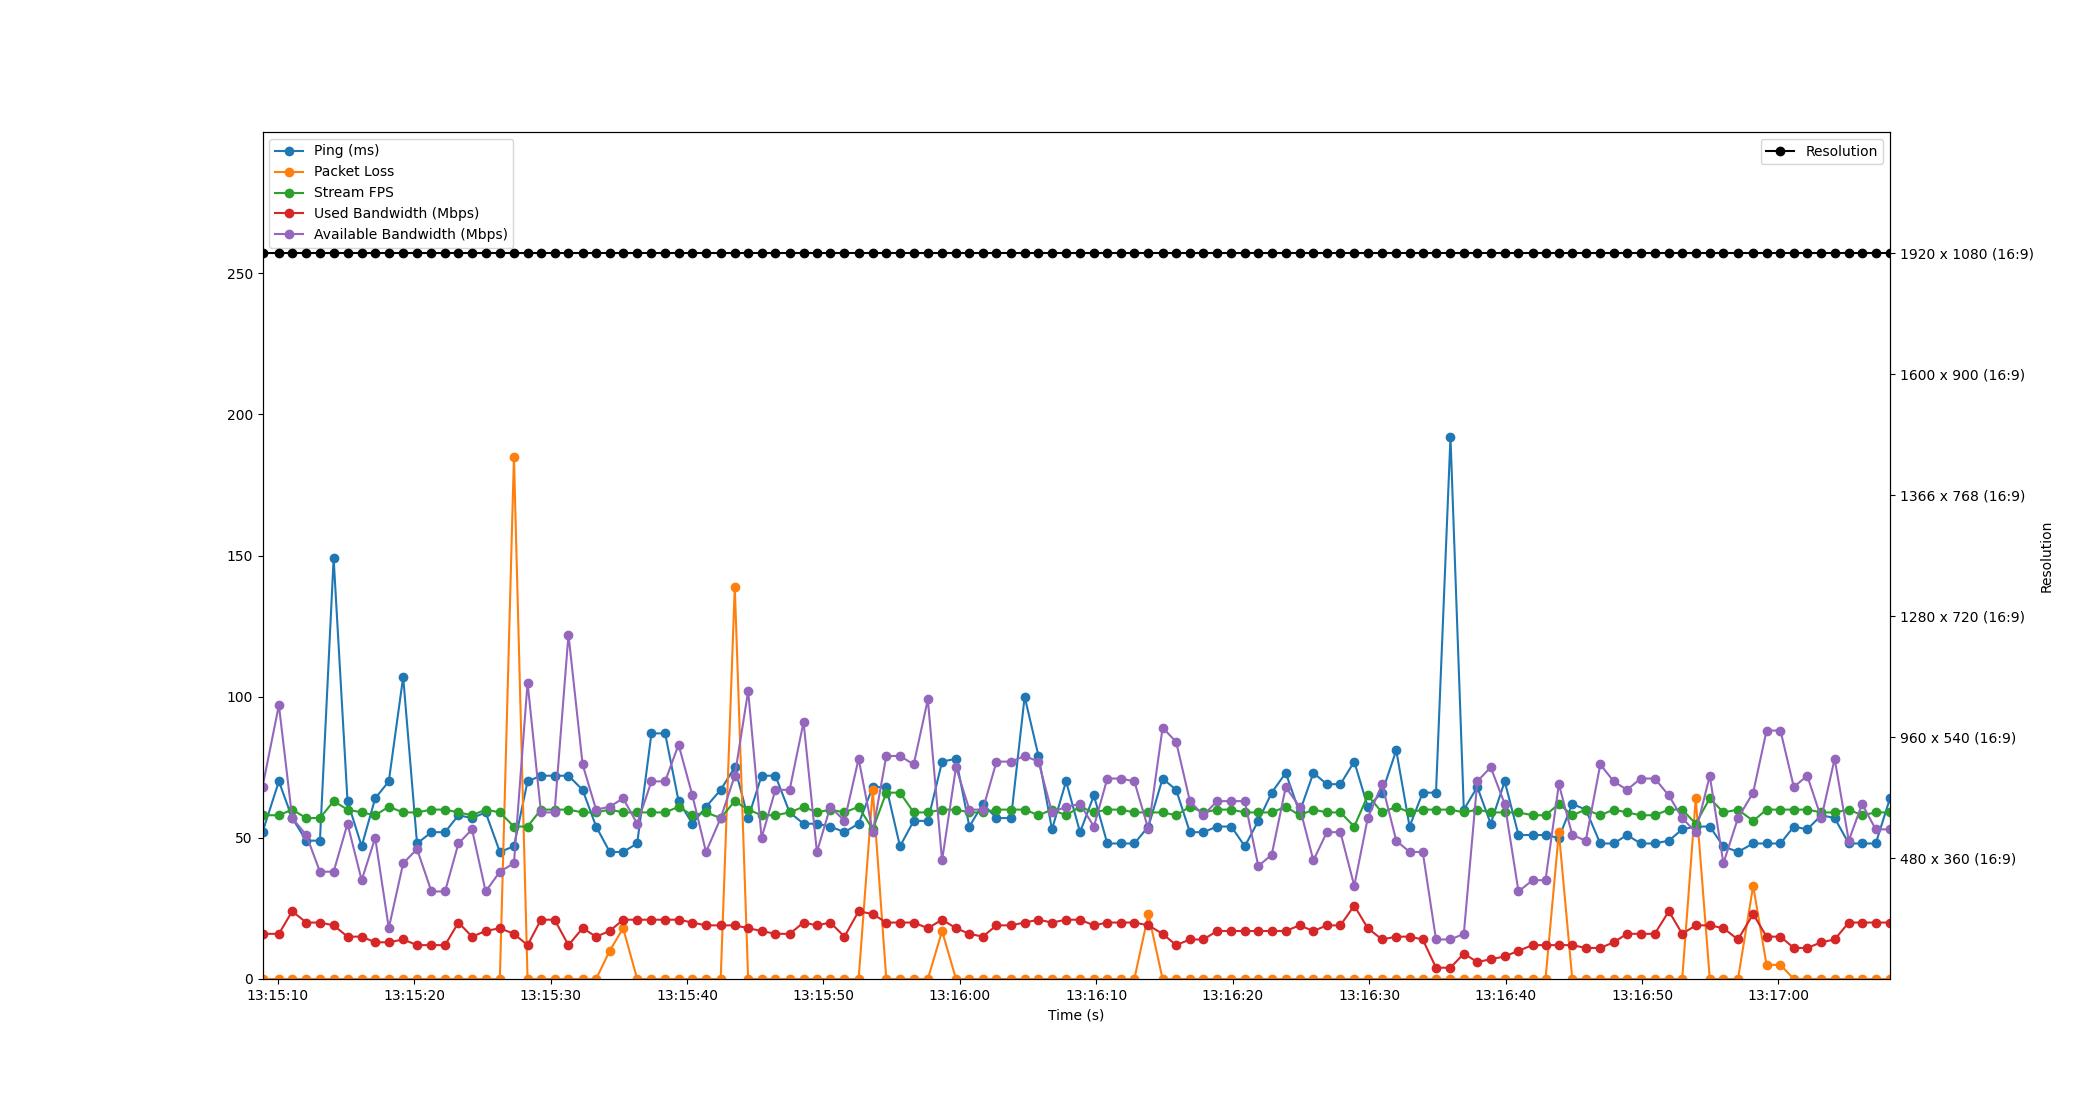 Ping (ms)
Packet Loss
Stream FPS
Used Bandwidth (Mbps)
Available Bandwidth (Mbps)
Resolution
250
200
150
100
50
0
1920 x 1080 (16:9)
1600 x 900 (16:9)
1366 x 768 (16:9)
1280 x 720 (16:9)
960 x 540 (16:9)
480 x 360 (16:9)
Resolution
13:15:10 13:15:20 13:15:30 13:15:40 13:15:50 13:16:00 13:16:10 13:16:20 13:16:30 13:16:40 13:16:50 13:17:00
Time (s)